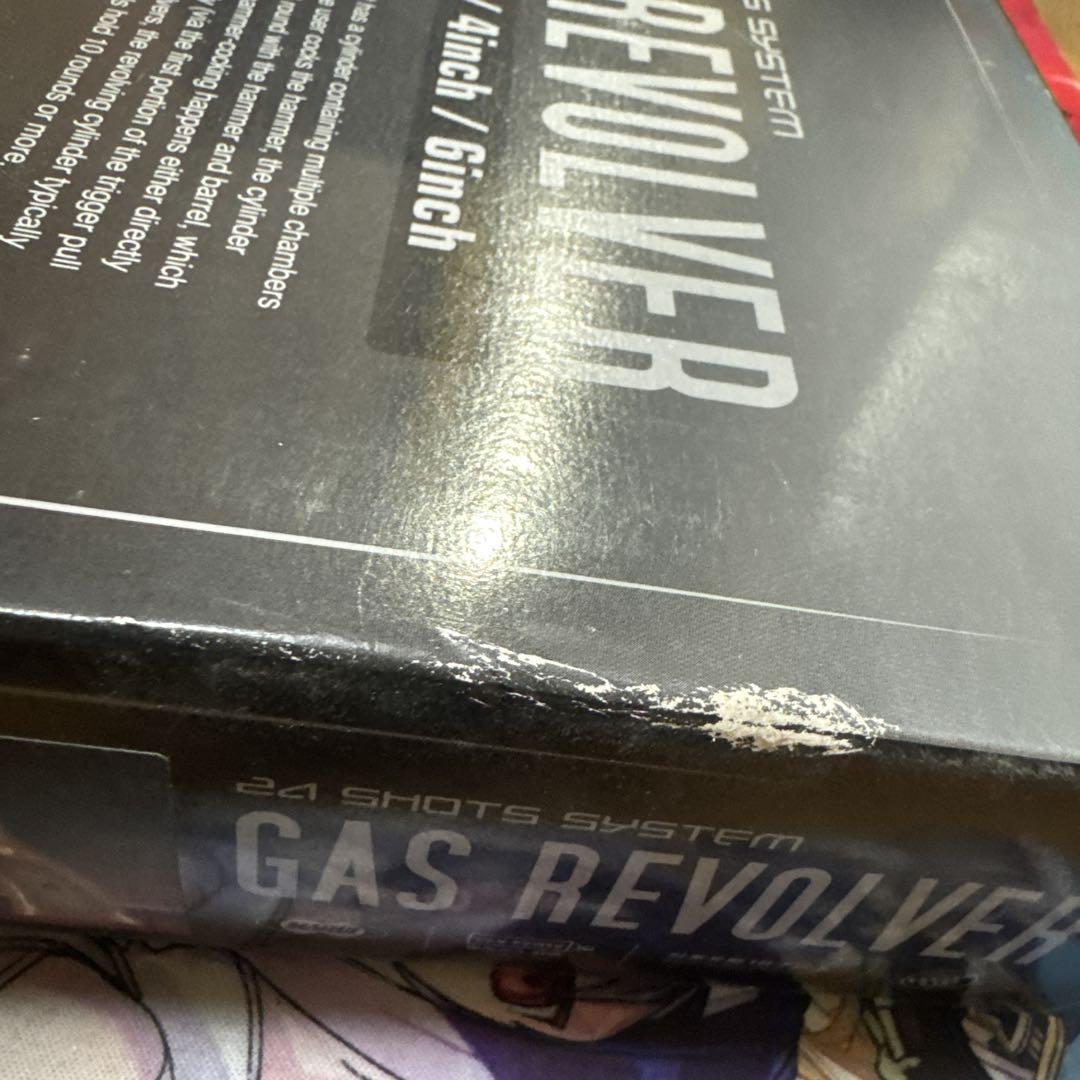 S SYSTEM
REVOLVER
/ 4inch / 6inch
has a cylinder containing multiple chambers
user cocks the hammer, the cylinder
round with the hammer and barrel, which
hammer-cocking happens either directly
(via the first portion of the trigger pull
the revolving cylinder typically
hold 10 rounds or more,
24 SHOTS SYSTEM
GAS REVOLVER